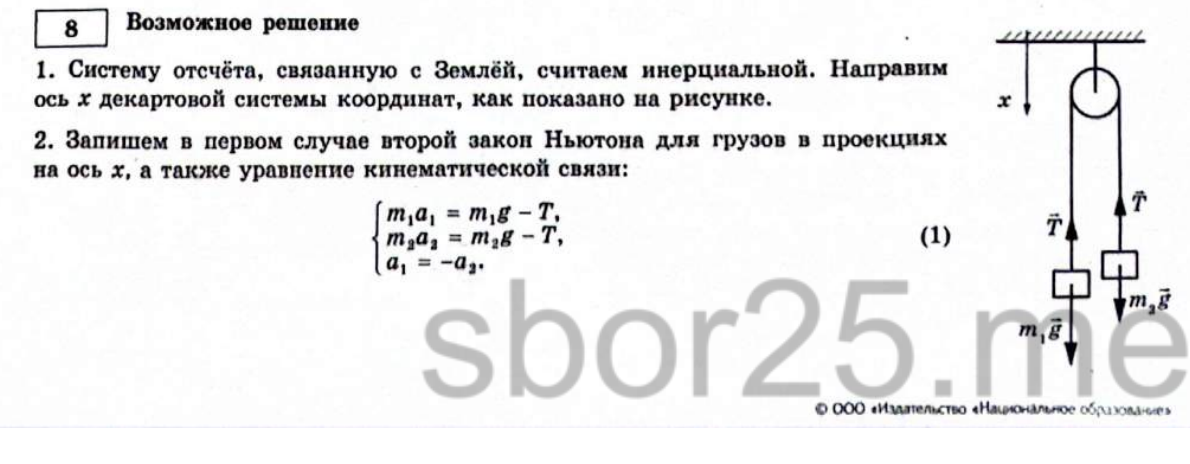 8 Возможное решение
1. Систему отсчёта, связанную с Землёй, считаем инерциальной. Направим
ось x декартовой системы координат, как показано на рисунке.
2. Запишем в первом случае второй закон Ньютона для грузов в проекциях
на ось x, а также уравнение кинематической связи:
m₁a₁ = m₁g − T,
m₂a₂ = m₂g − T,
a₁ = −a₂.
(1)
x
T⃗
T⃗
m₂g⃗
m₁g⃗
sbor25.me
© ООО «Издательство «Национальное образование»